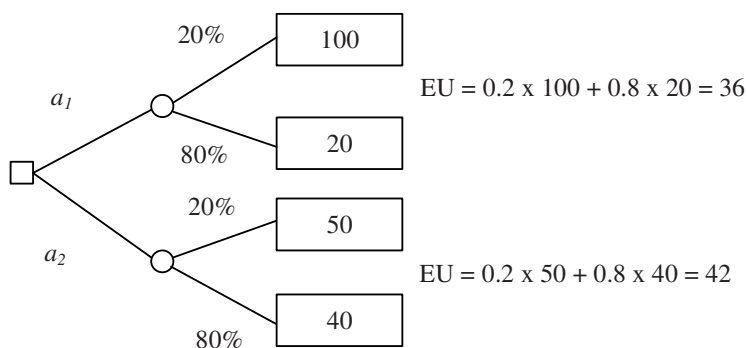 20%
100
a1
EU = 0.2 x 100 + 0.8 x 20 = 36
80%
20
20%
50
a2
EU = 0.2 x 50 + 0.8 x 40 = 42
80%
40